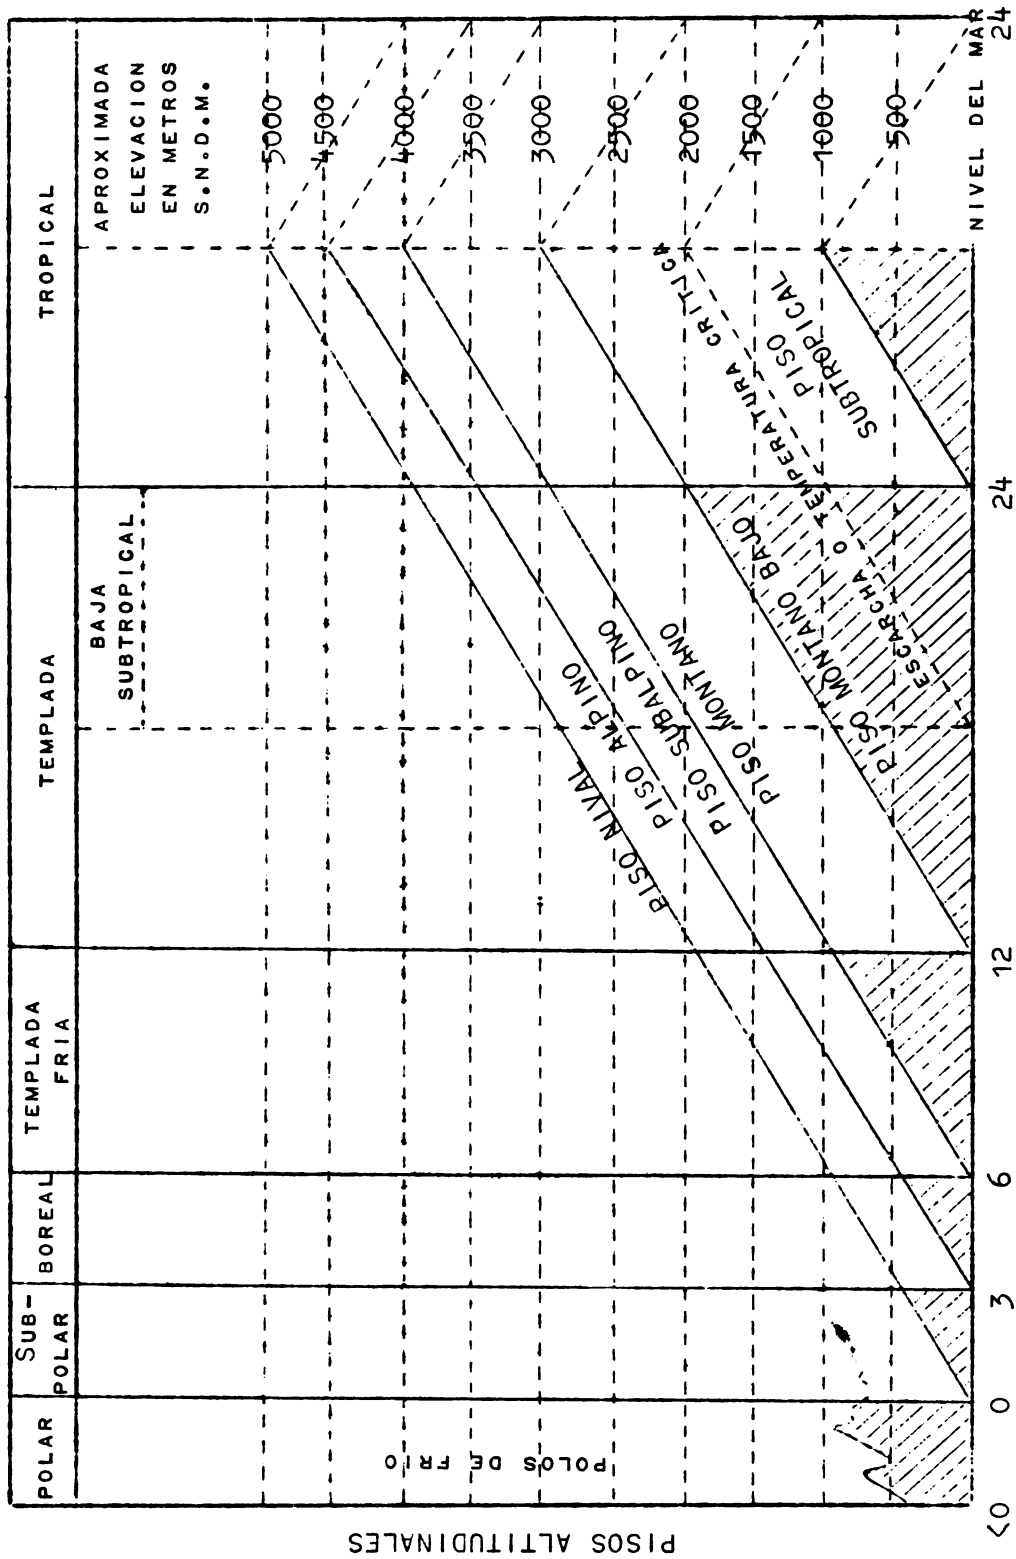 POLAR
SUB-
POLAR
BOREAL
TEMPLADA
FRIA
TEMPLADA
TROPICAL
BAJA
SUBTROPICAL
APROXIMADA
ELEVACION
EN METROS
S.N.D.M.
5000
4500
4000
3500
3000
2500
2000
1500
1000
500
NIVEL DEL MAR
PISOS ALTITUDINALES
POLOS DE FRIO
PISO NIVAL
PISO ALPINO
PISO SUBALPINO
PISO MONTANO
PISO MONTANO BAJO
ESCARCHA O TEMPERATURA CRITICA
PISO
SUBTROPICAL
<0
0
3
6
12
24
24